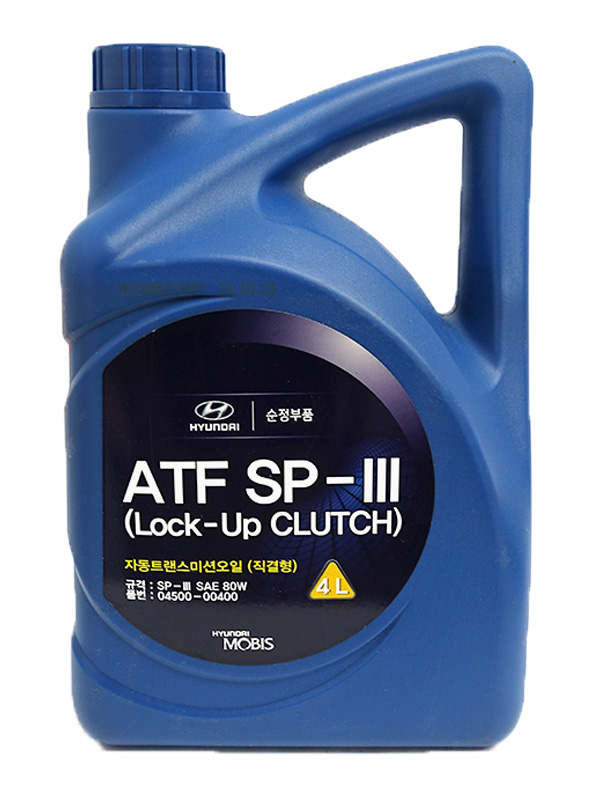 HYUNDAI 순정부품
ATF SP-III
(Lock-Up CLUTCH)
자동트랜스미션오일 (직결형)
4 L
규격 : SP-III SAE 80W
품번 : 04500-00400
HYUNDAI
MOBIS